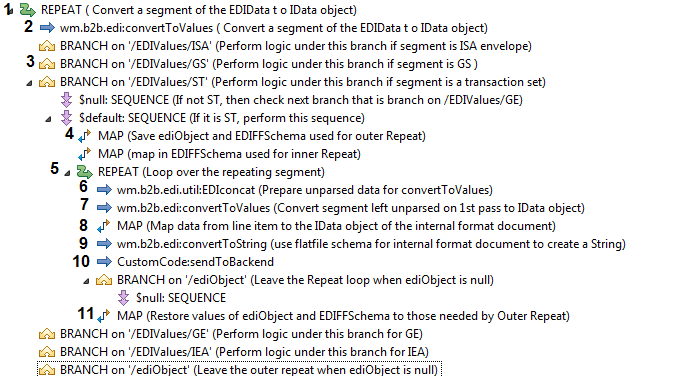 1 REPEAT ( Convert a segment of the EDIData t o IData object)
2 wm.b2b.edi:convertToValues ( Convert a segment of the EDIData t o IData object)
BRANCH on '/EDIValues/ISA' (Perform logic under this branch if segment is ISA envelope)
3 BRANCH on '/EDIValues/GS' (Perform logic under this branch if segment is GS )
BRANCH on '/EDIValues/ST' (Perform logic under this branch if segment is a transaction set)
$null: SEQUENCE (If not ST, then check next branch that is branch on /EDIValues/GE)
$default: SEQUENCE (If it is ST, perform this sequence)
4 MAP (Save ediObject and EDIFFSchema used for outer Repeat)
MAP (map in EDIFFSchema used for inner Repeat)
5 REPEAT (Loop over the repeating segment)
6 wm.b2b.edi.util:EDIconcat (Prepare unparsed data for convertToValues)
7 wm.b2b.edi:convertToValues (Convert segment left unparsed on 1st pass to IData object)
8 MAP (Map data from line item to the IData object of the internal format document)
9 wm.b2b.edi:convertToString (use flatfile schema for internal format document to create a String)
10 CustomCode:sendToBackend
BRANCH on '/ediObject' (Leave the Repeat loop when ediObject is null)
$null: SEQUENCE
11 MAP (Restore values of ediObject and EDIFFSchema to those needed by Outer Repeat)
BRANCH on '/EDIValues/GE' (Perform logic under this branch for GE)
BRANCH on '/EDIValues/IEA' (Perform logic under this branch for IEA)
BRANCH on '/ediObject' (Leave the outer repeat when ediObject is null)